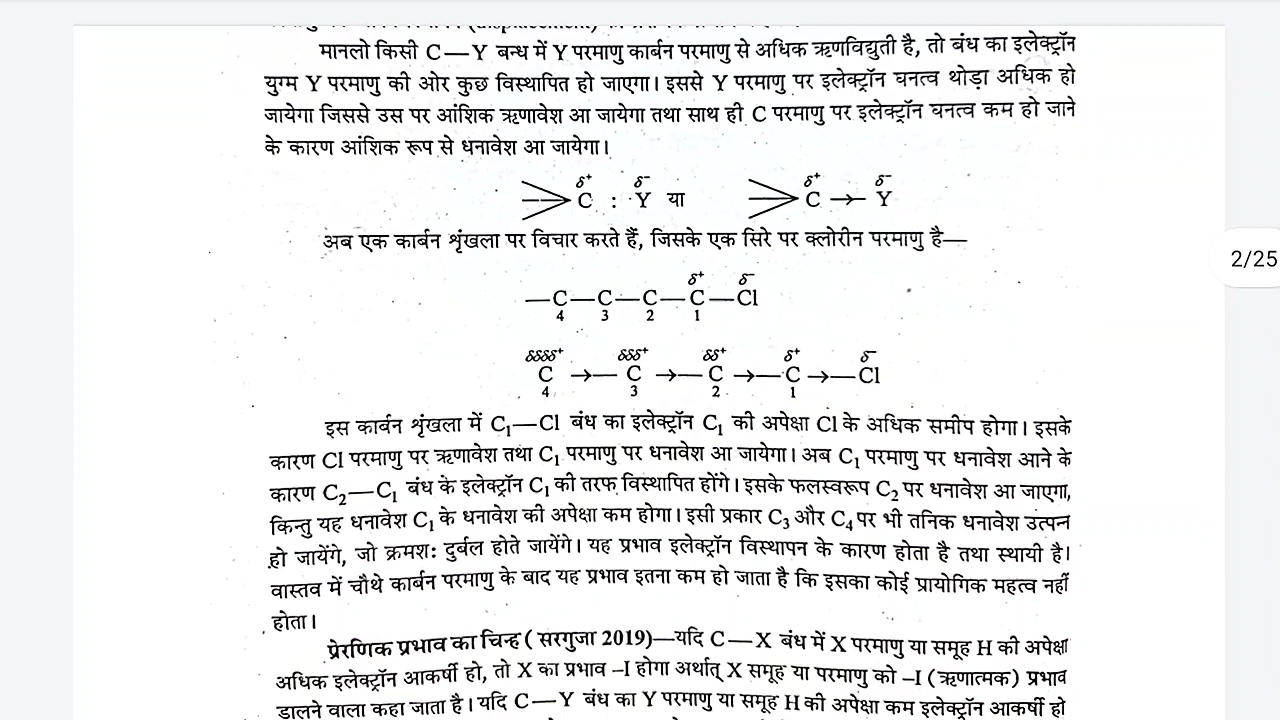 (displacement)
मानलो किसी C—Y बन्ध में Y परमाणु कार्बन परमाणु से अधिक ऋणविद्युती है, तो बंध का इलेक्ट्रॉन
युग्म Y परमाणु की ओर कुछ विस्थापित हो जाएगा। इससे Y परमाणु पर इलेक्ट्रॉन घनत्व थोड़ा अधिक हो
जायेगा जिससे उस पर आंशिक ऋणावेश आ जायेगा तथा साथ ही C परमाणु पर इलेक्ट्रॉन घनत्व कम हो जाने
के कारण आंशिक रूप से धनावेश आ जायेगा।
δ+ δ- δ+ δ-
C : Y या C → Y
अब एक कार्बन शृंखला पर विचार करते हैं, जिसके एक सिरे पर क्लोरीन परमाणु है—
δ+ δ-
—C—C—C—C—Cl
4 3 2 1
δδδδ+ δδδ+ δδ+ δ+ δ-
C →— C →— C →— C →— Cl
4 3 2 1
इस कार्बन शृंखला में C₁—Cl बंध का इलेक्ट्रॉन C₁ की अपेक्षा Cl के अधिक समीप होगा। इसके
कारण Cl परमाणु पर ऋणावेश तथा C₁ परमाणु पर धनावेश आ जायेगा। अब C₁ परमाणु पर धनावेश आने के
कारण C₂—C₁ बंध के इलेक्ट्रॉन C₁ की तरफ विस्थापित होंगे। इसके फलस्वरूप C₂ पर धनावेश आ जाएगा,
किन्तु यह धनावेश C₁ के धनावेश की अपेक्षा कम होगा। इसी प्रकार C₃ और C₄ पर भी तनिक धनावेश उत्पन्न
हो जायेंगे, जो क्रमशः दुर्बल होते जायेंगे। यह प्रभाव इलेक्ट्रॉन विस्थापन के कारण होता है तथा स्थायी है।
वास्तव में चौथे कार्बन परमाणु के बाद यह प्रभाव इतना कम हो जाता है कि इसका कोई प्रायोगिक महत्व नहीं
होता।
प्रेरणिक प्रभाव का चिन्ह ( सरगुजा 2019)—यदि C—X बंध में X परमाणु या समूह H की अपेक्षा
अधिक इलेक्ट्रॉन आकर्षी हो, तो X का प्रभाव –I होगा अर्थात् X समूह या परमाणु को –I (ऋणात्मक) प्रभाव
डालने वाला कहा जाता है। यदि C—Y बंध का Y परमाणु या समूह H की अपेक्षा कम इलेक्ट्रॉन आकर्षी हो
2/25